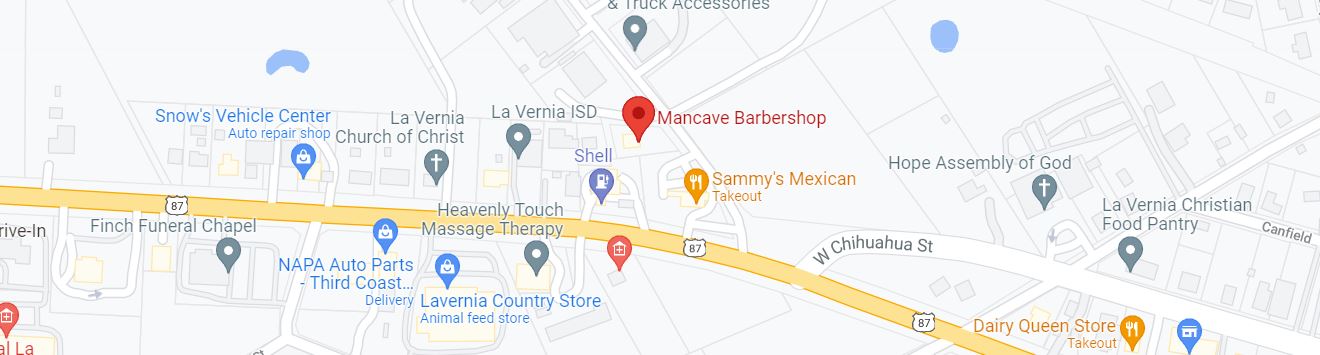 & Truck Accessories
Snow's Vehicle Center
Auto repair shop
La Vernia
Church of Christ
La Vernia ISD
Mancave Barbershop
Shell
Sammy's Mexican
Takeout
Hope Assembly of God
La Vernia Christian
Food Pantry
Canfield
87
rive-In
Finch Funeral Chapel
Heavenly Touch
Massage Therapy
87
W Chihuahua St
NAPA Auto Parts
- Third Coast...
Delivery
Lavernia Country Store
Animal feed store
87
Dairy Queen Store
Takeout
al La
st